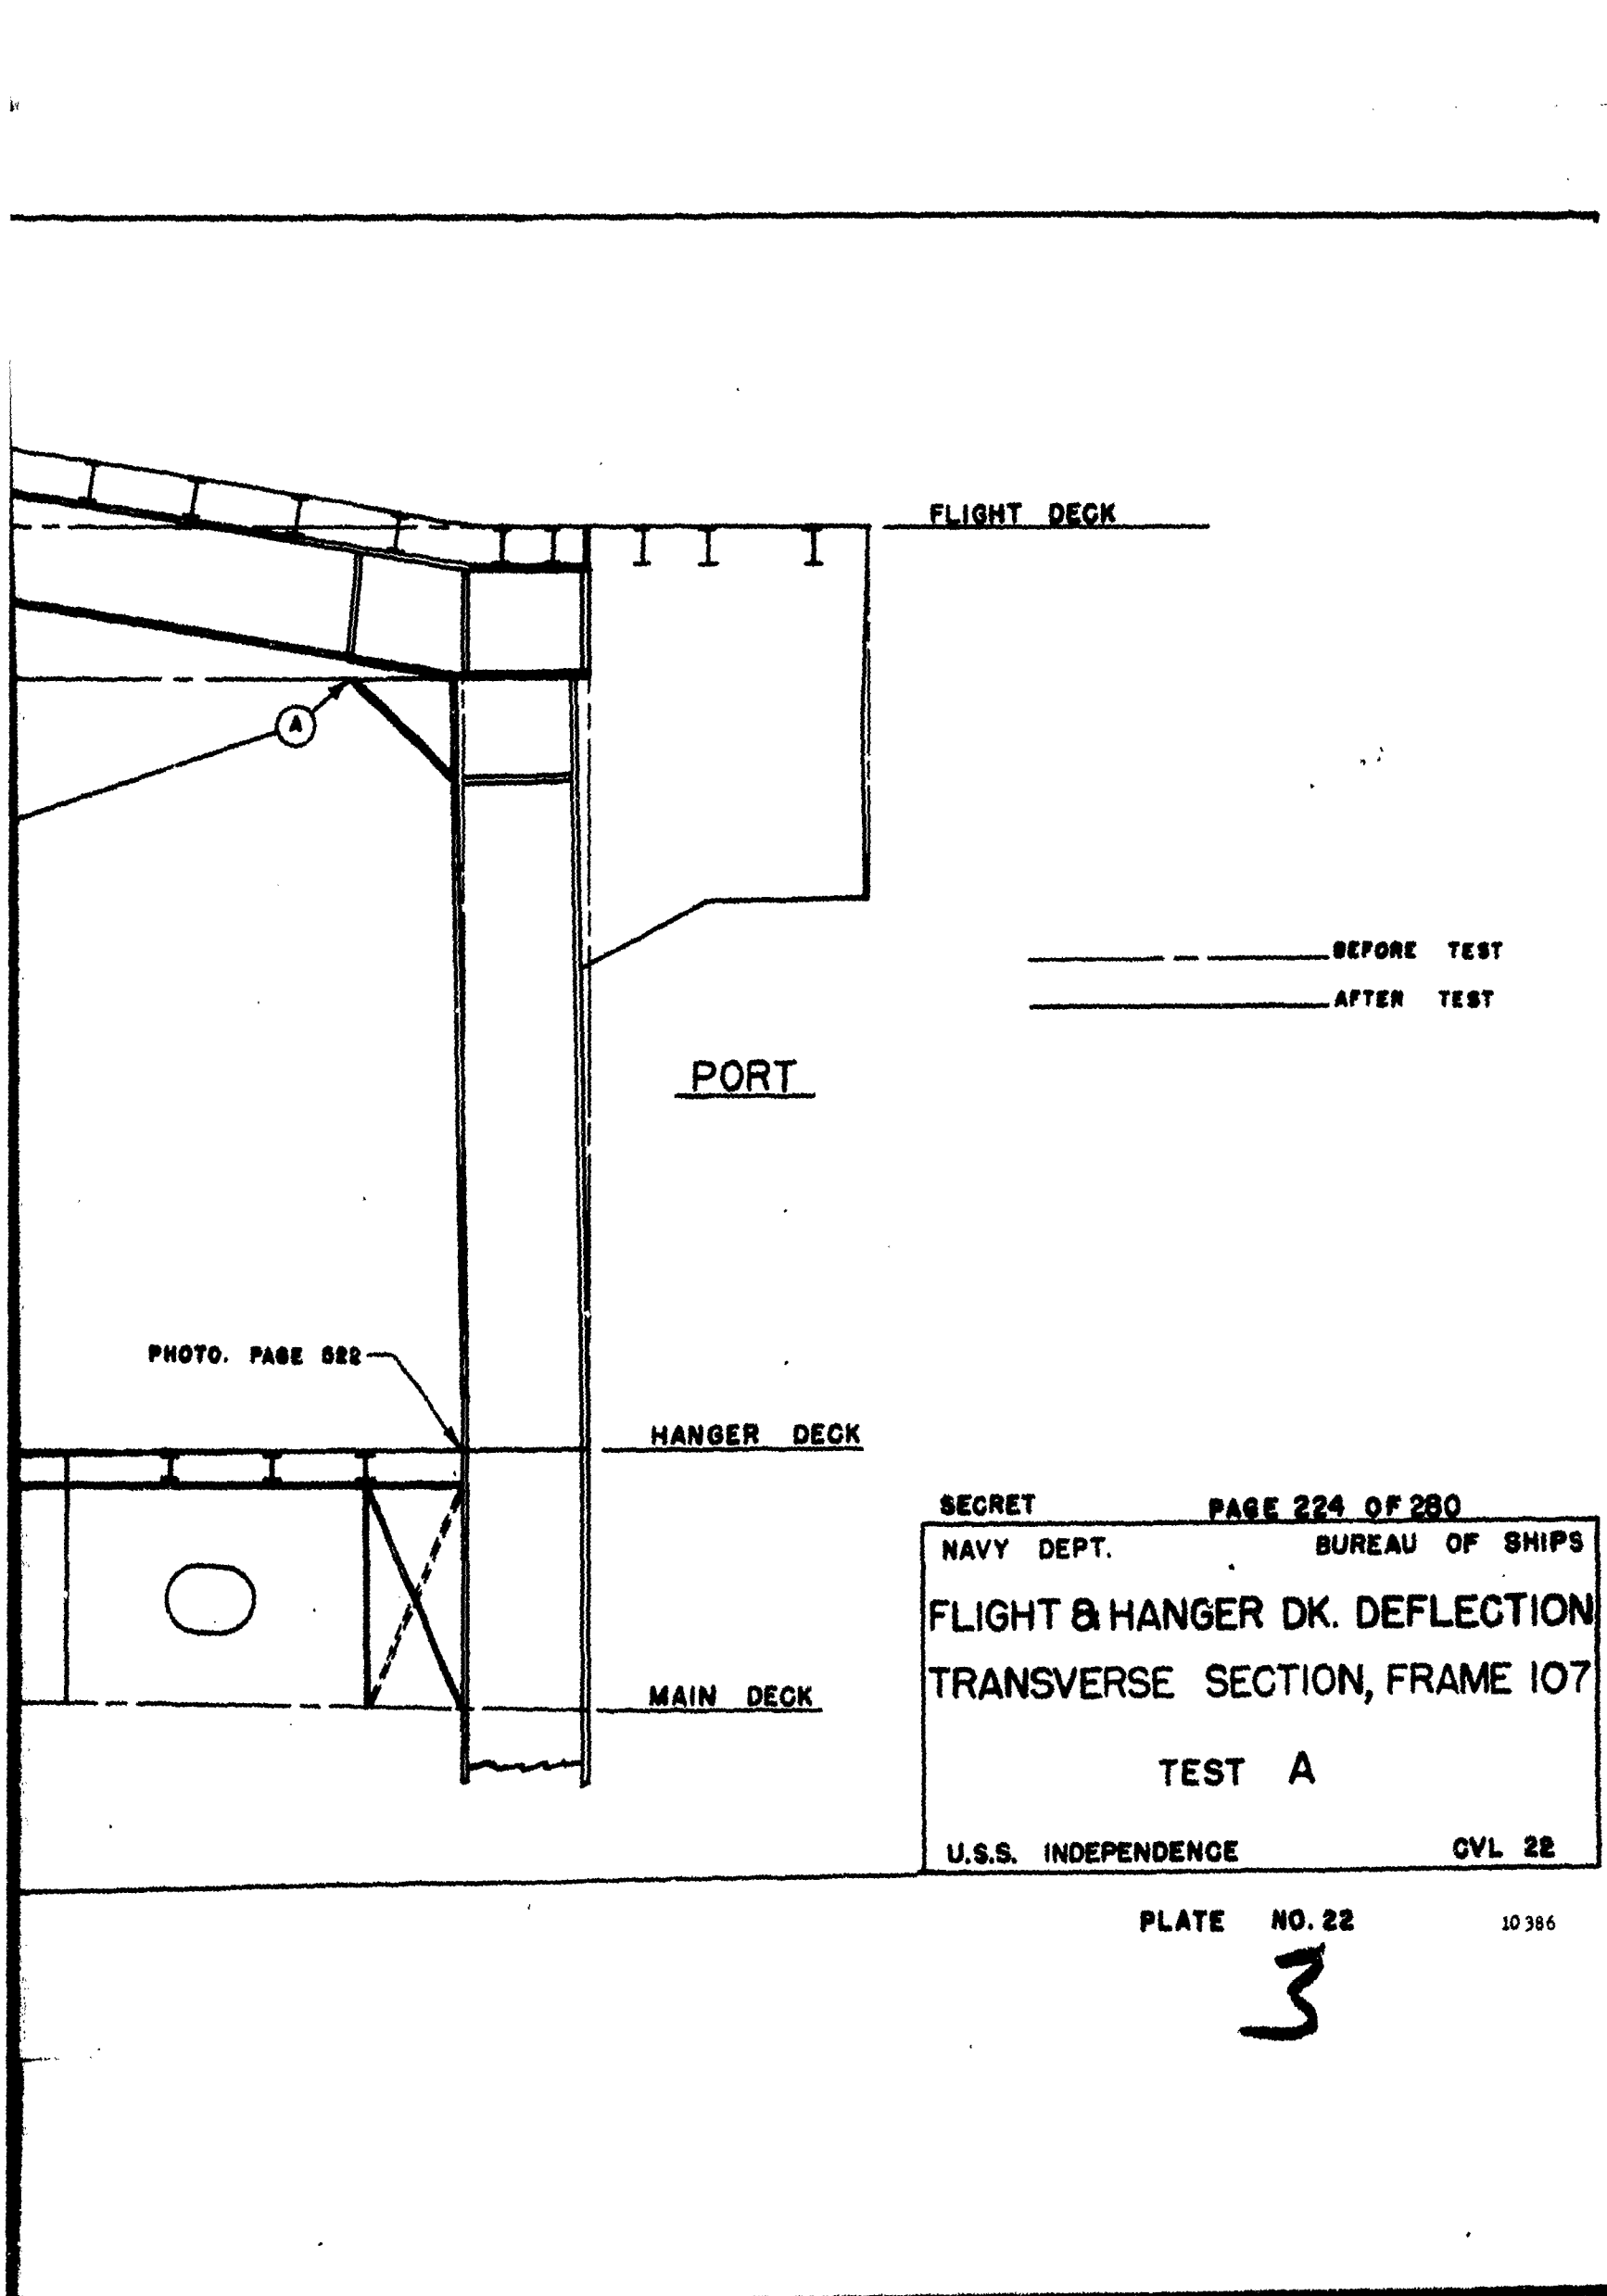 FLIGHT DECK
A
BEFORE TEST
AFTER TEST
PORT
PHOTO. PAGE 522
HANGER DECK
SECRET PAGE 224 OF 280
NAVY DEPT. BUREAU OF SHIPS
FLIGHT & HANGER DK. DEFLECTION
MAIN DECK
TRANSVERSE SECTION, FRAME 107
TEST A
U.S.S. INDEPENDENCE CVL 22
PLATE NO. 22 10386
3